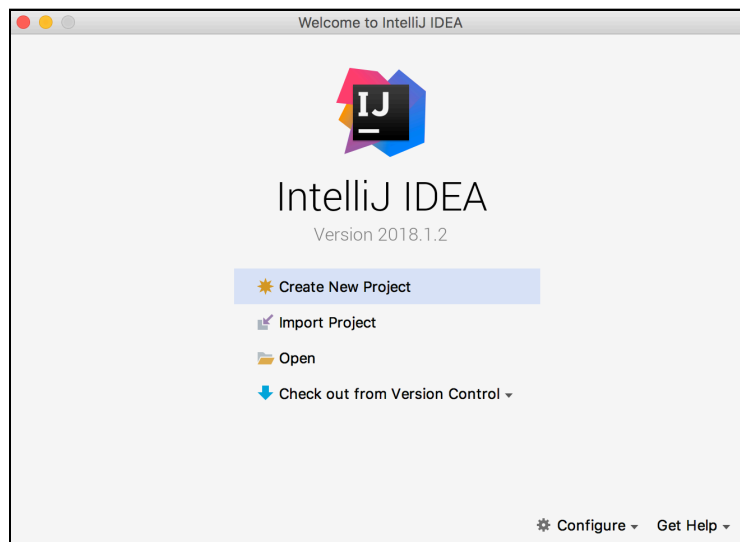 Welcome to IntelliJ IDEA
IJ
IntelliJ IDEA
Version 2018.1.2
Create New Project
Import Project
Open
Check out from Version Control
Configure
Get Help